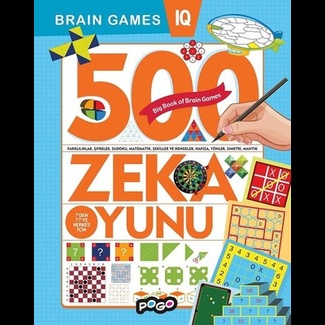 BRAIN GAMES IQ
500
Big Book of Brain Games
FARKLILIKLAR, ŞİFRELER, SUDOKU, MATEMATİK, ŞEKİLLER VE DENGELER, HAFIZA, YÖNLER, SİMETRİ, MANTIK
ZEKA
7'DEN
77'YE
HERKES
İÇİN
OYUNU
7
?
POGO